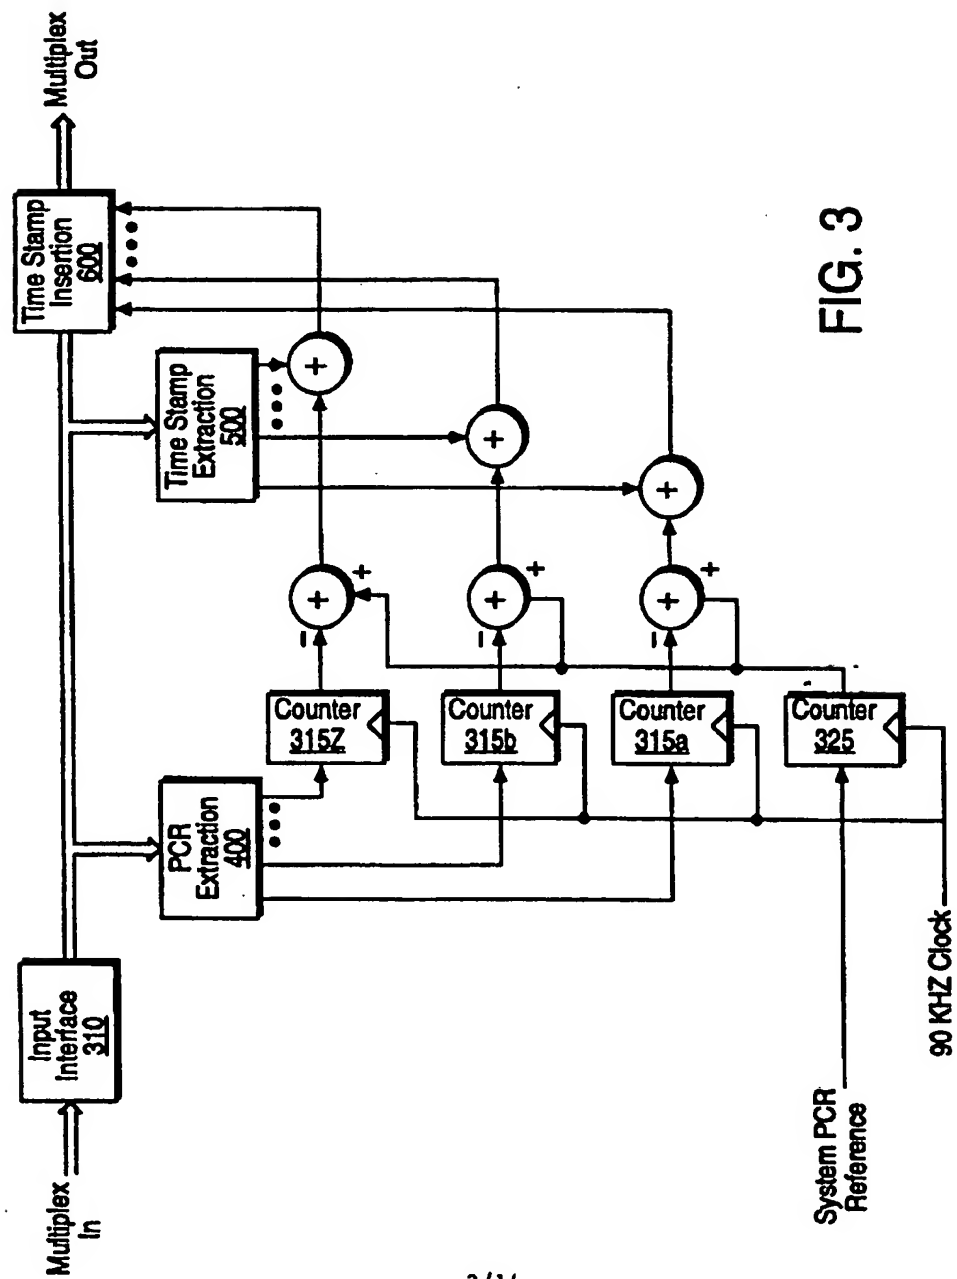 Multiplex
In
Input
Interface
310
PCR
Extraction
400
Time Stamp
Extraction
500
Time Stamp
Insertion
600
Multiplex
Out
Counter
315Z
Counter
315b
Counter
315a
Counter
325
−
+
+
+
−
+
+
+
−
+
+
+
System PCR
Reference
90 KHZ Clock
FIG. 3